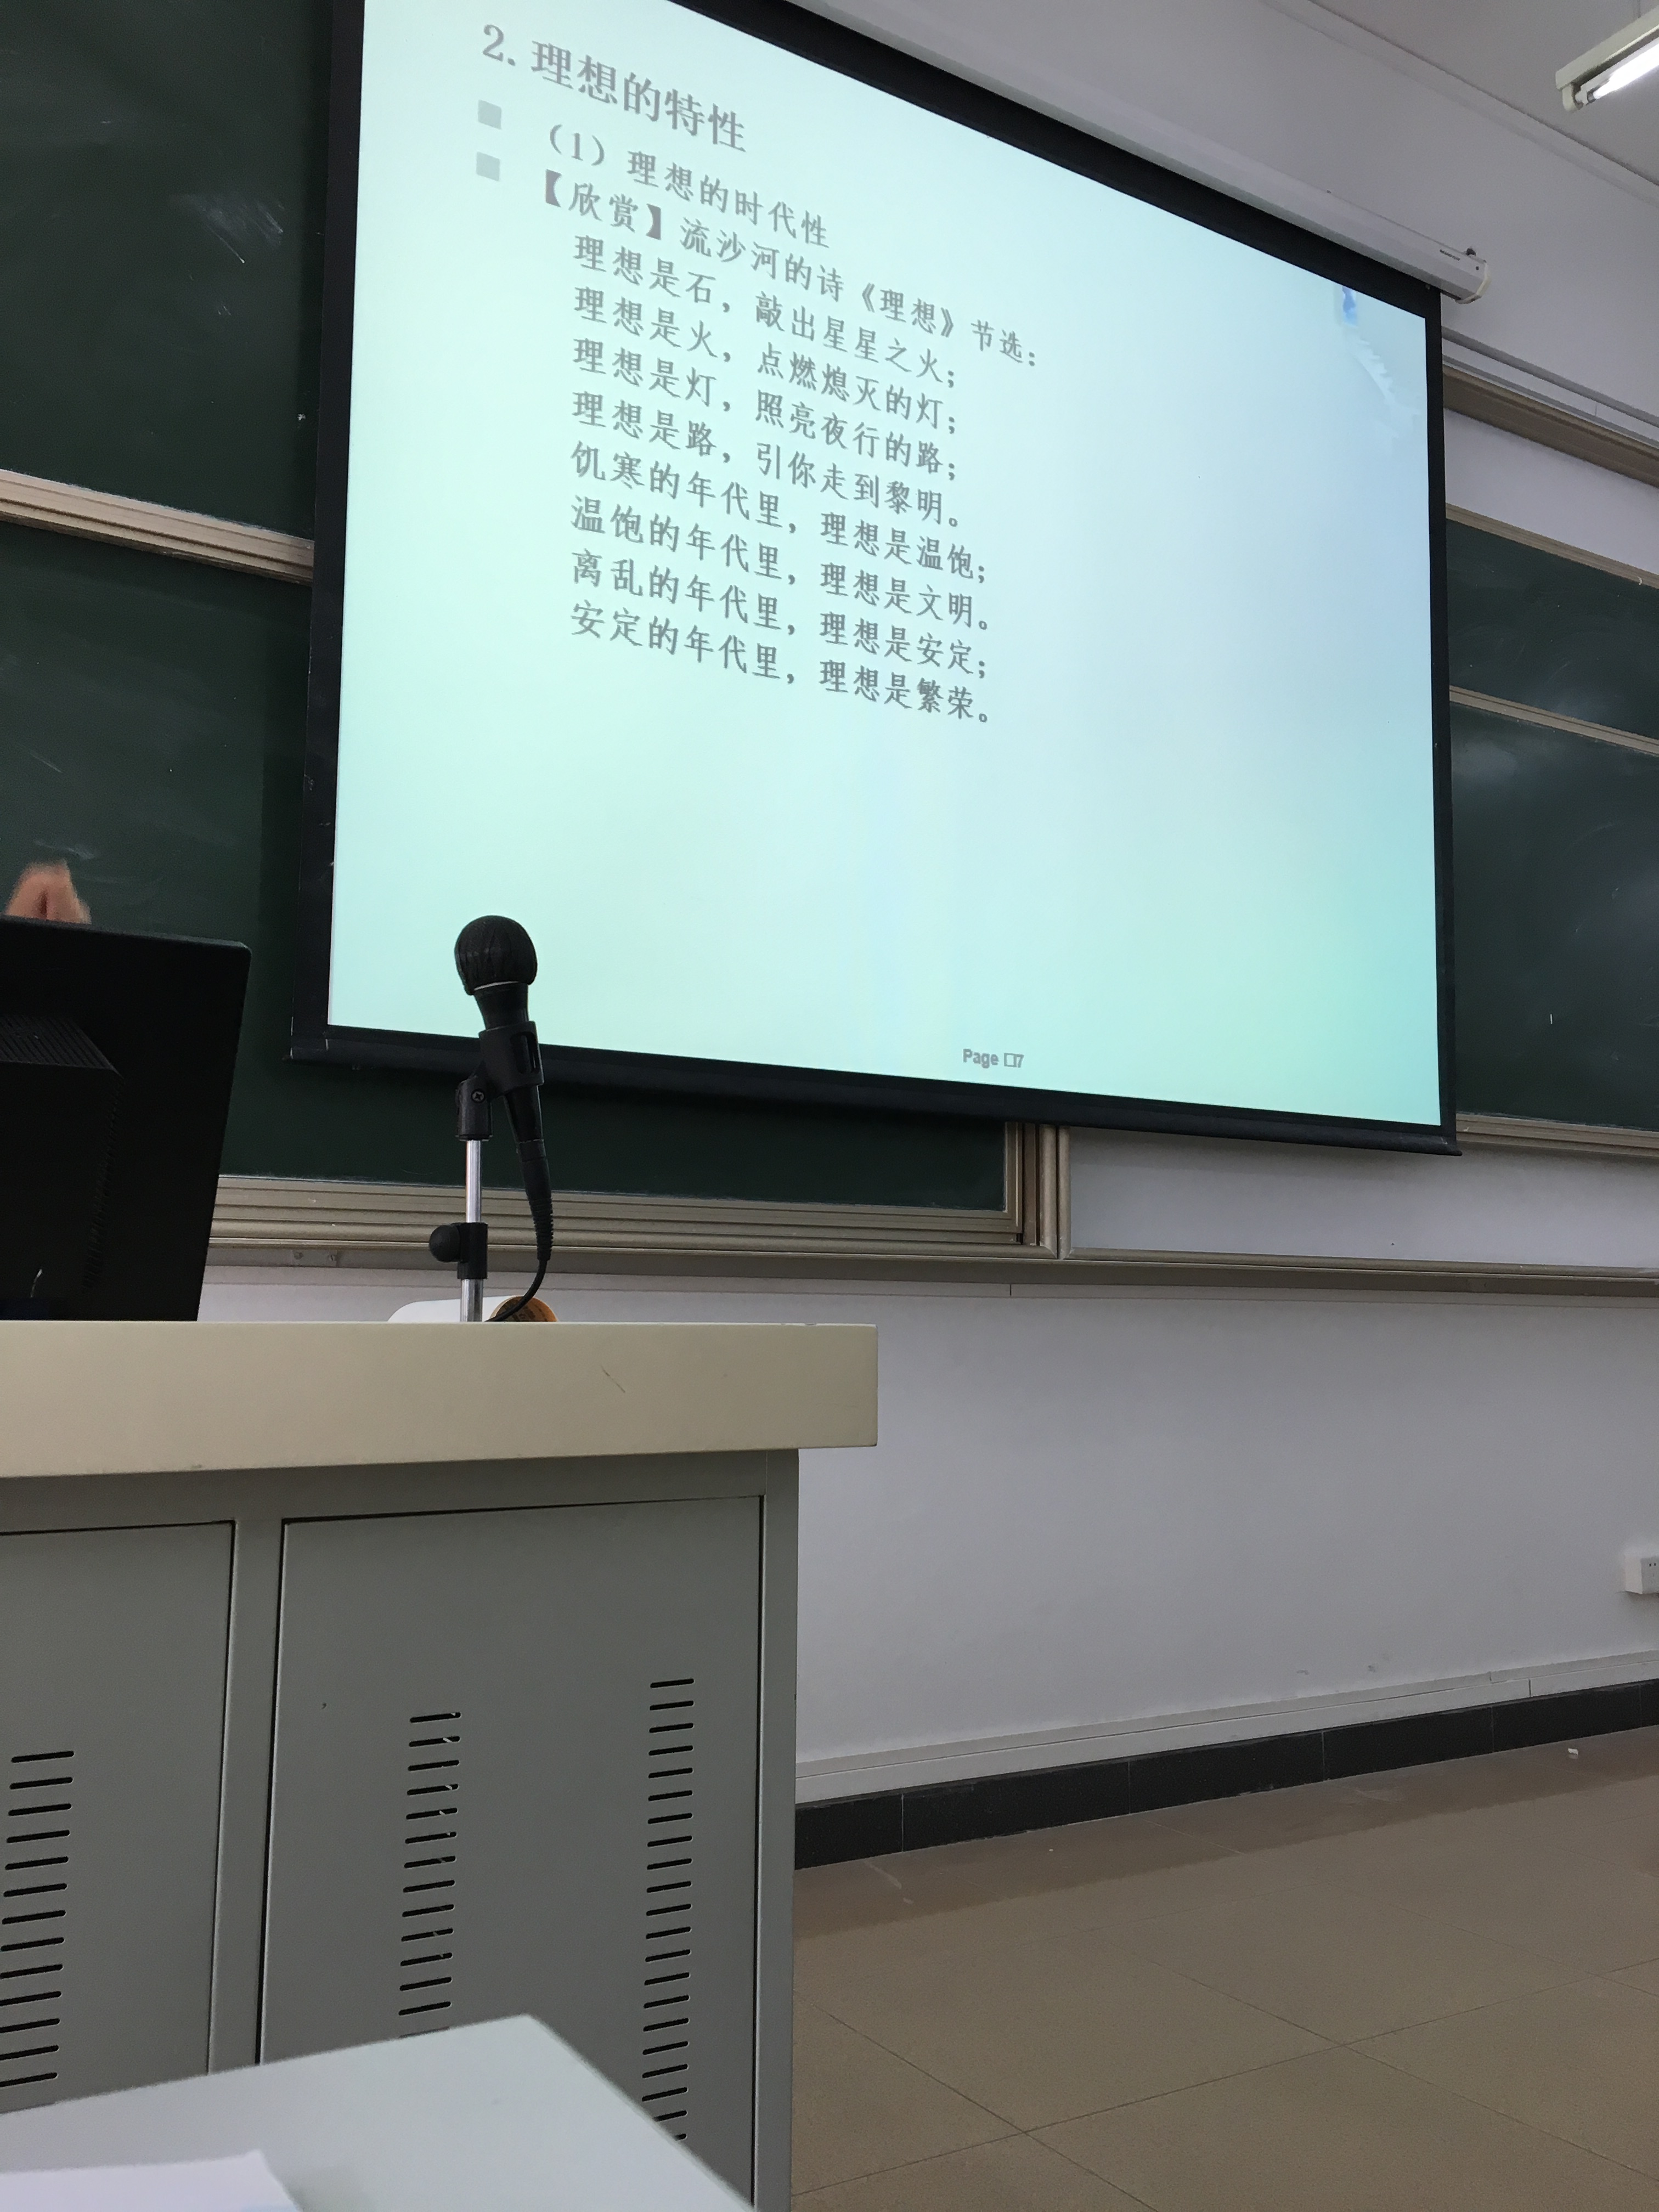 2.理想的特性
（1）理想的时代性
【欣赏】流沙河的诗《理想》节选：
理想是石，敲出星星之火；
理想是火，点燃熄灭的灯；
理想是灯，照亮夜行的路；
理想是路，引你走到黎明。
饥寒的年代里，理想是温饱；
温饱的年代里，理想是文明。
离乱的年代里，理想是安定；
安定的年代里，理想是繁荣。
Page □7